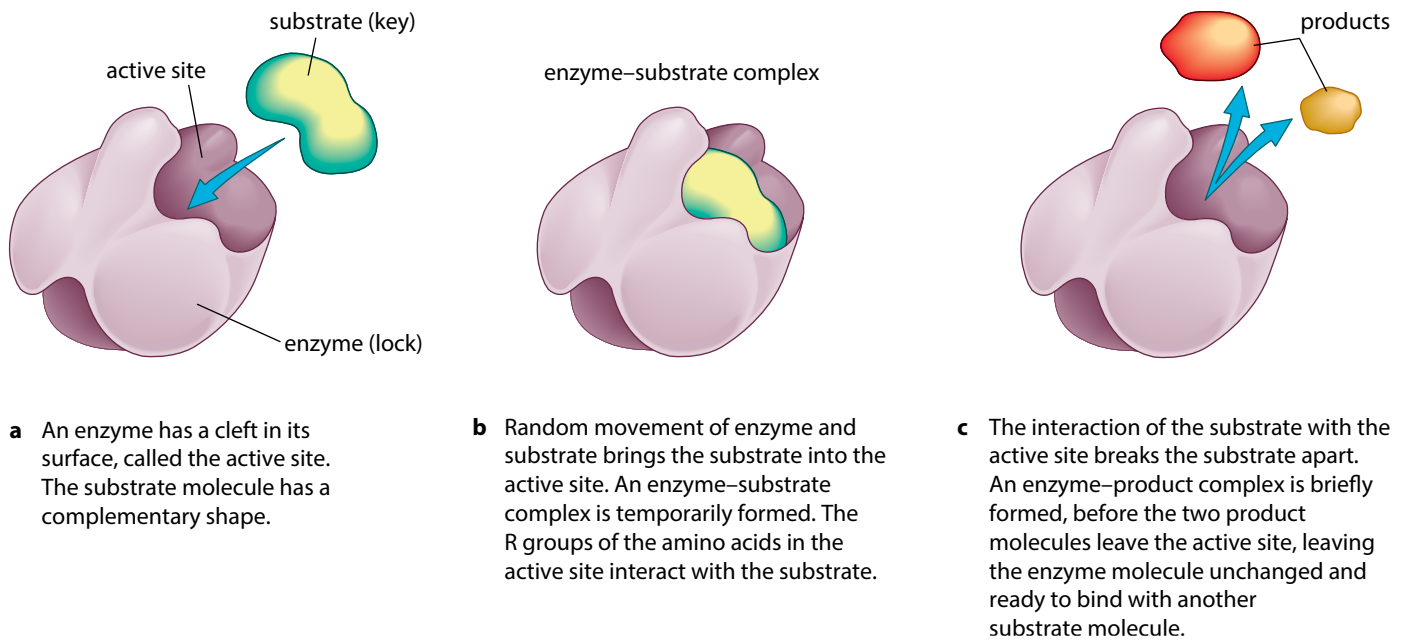 substrate (key)
active site
enzyme (lock)
enzyme–substrate complex
products
a An enzyme has a cleft in its
surface, called the active site.
The substrate molecule has a
complementary shape.
b Random movement of enzyme and
substrate brings the substrate into the
active site. An enzyme–substrate
complex is temporarily formed. The
R groups of the amino acids in the
active site interact with the substrate.
c The interaction of the substrate with the
active site breaks the substrate apart.
An enzyme–product complex is briefly
formed, before the two product
molecules leave the active site, leaving
the enzyme molecule unchanged and
ready to bind with another
substrate molecule.